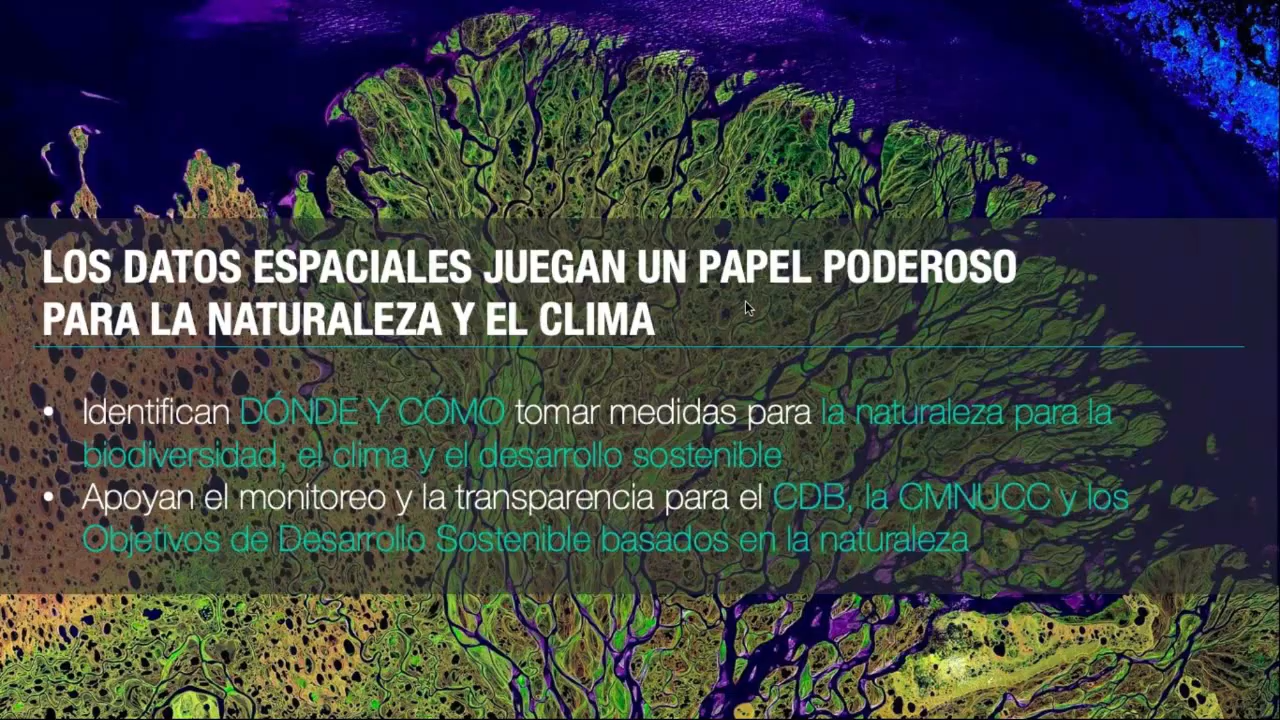 LOS DATOS ESPACIALES JUEGAN UN PAPEL PODEROSO
PARA LA NATURALEZA Y EL CLIMA
• Identifican DÓNDE Y CÓMO tomar medidas para la naturaleza para la
biodiversidad, el clima y el desarrollo sostenible
• Apoyan el monitoreo y la transparencia para el CDB, la CMNUCC y los
Objetivos de Desarrollo Sostenible basados en la naturaleza